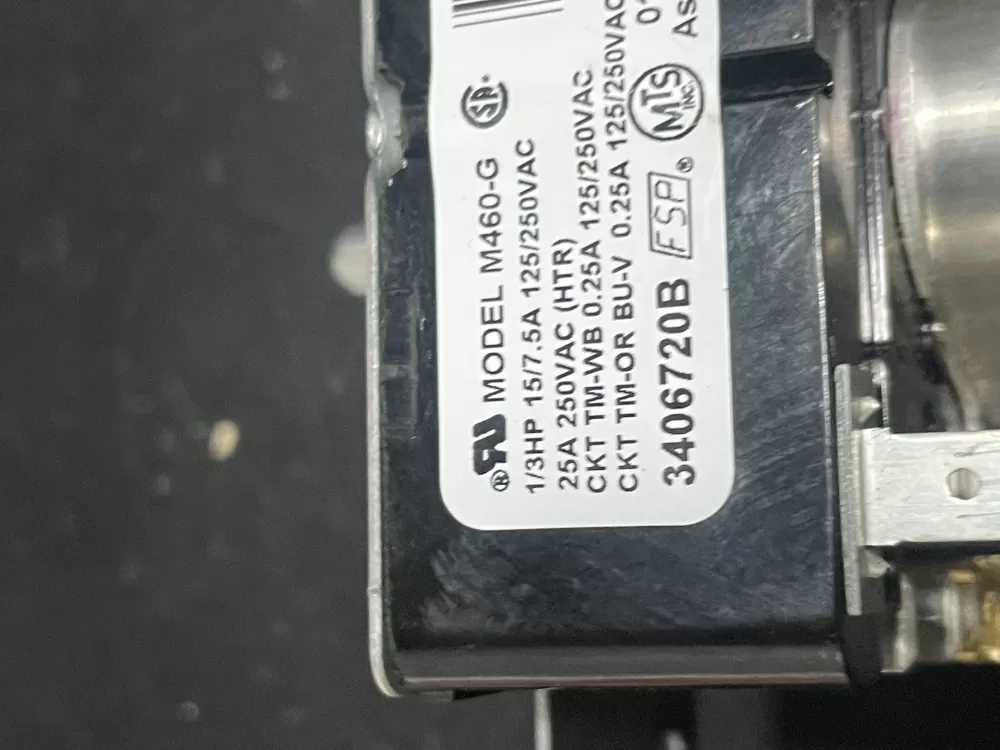 MODEL M460-G
1/3HP 15/7.5A 125/250VAC
25A 250VAC (HTR)
CKT TM-WB 0.25A 125/250VAC
CKT TM-OR BU-V 0.25A 125/250VAC
3406720B FSP® MTS INC.